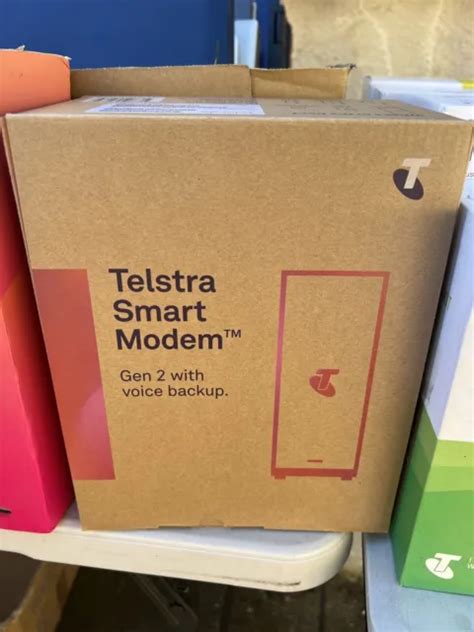 Telstra
Smart
Modem™
Gen 2 with
voice backup.